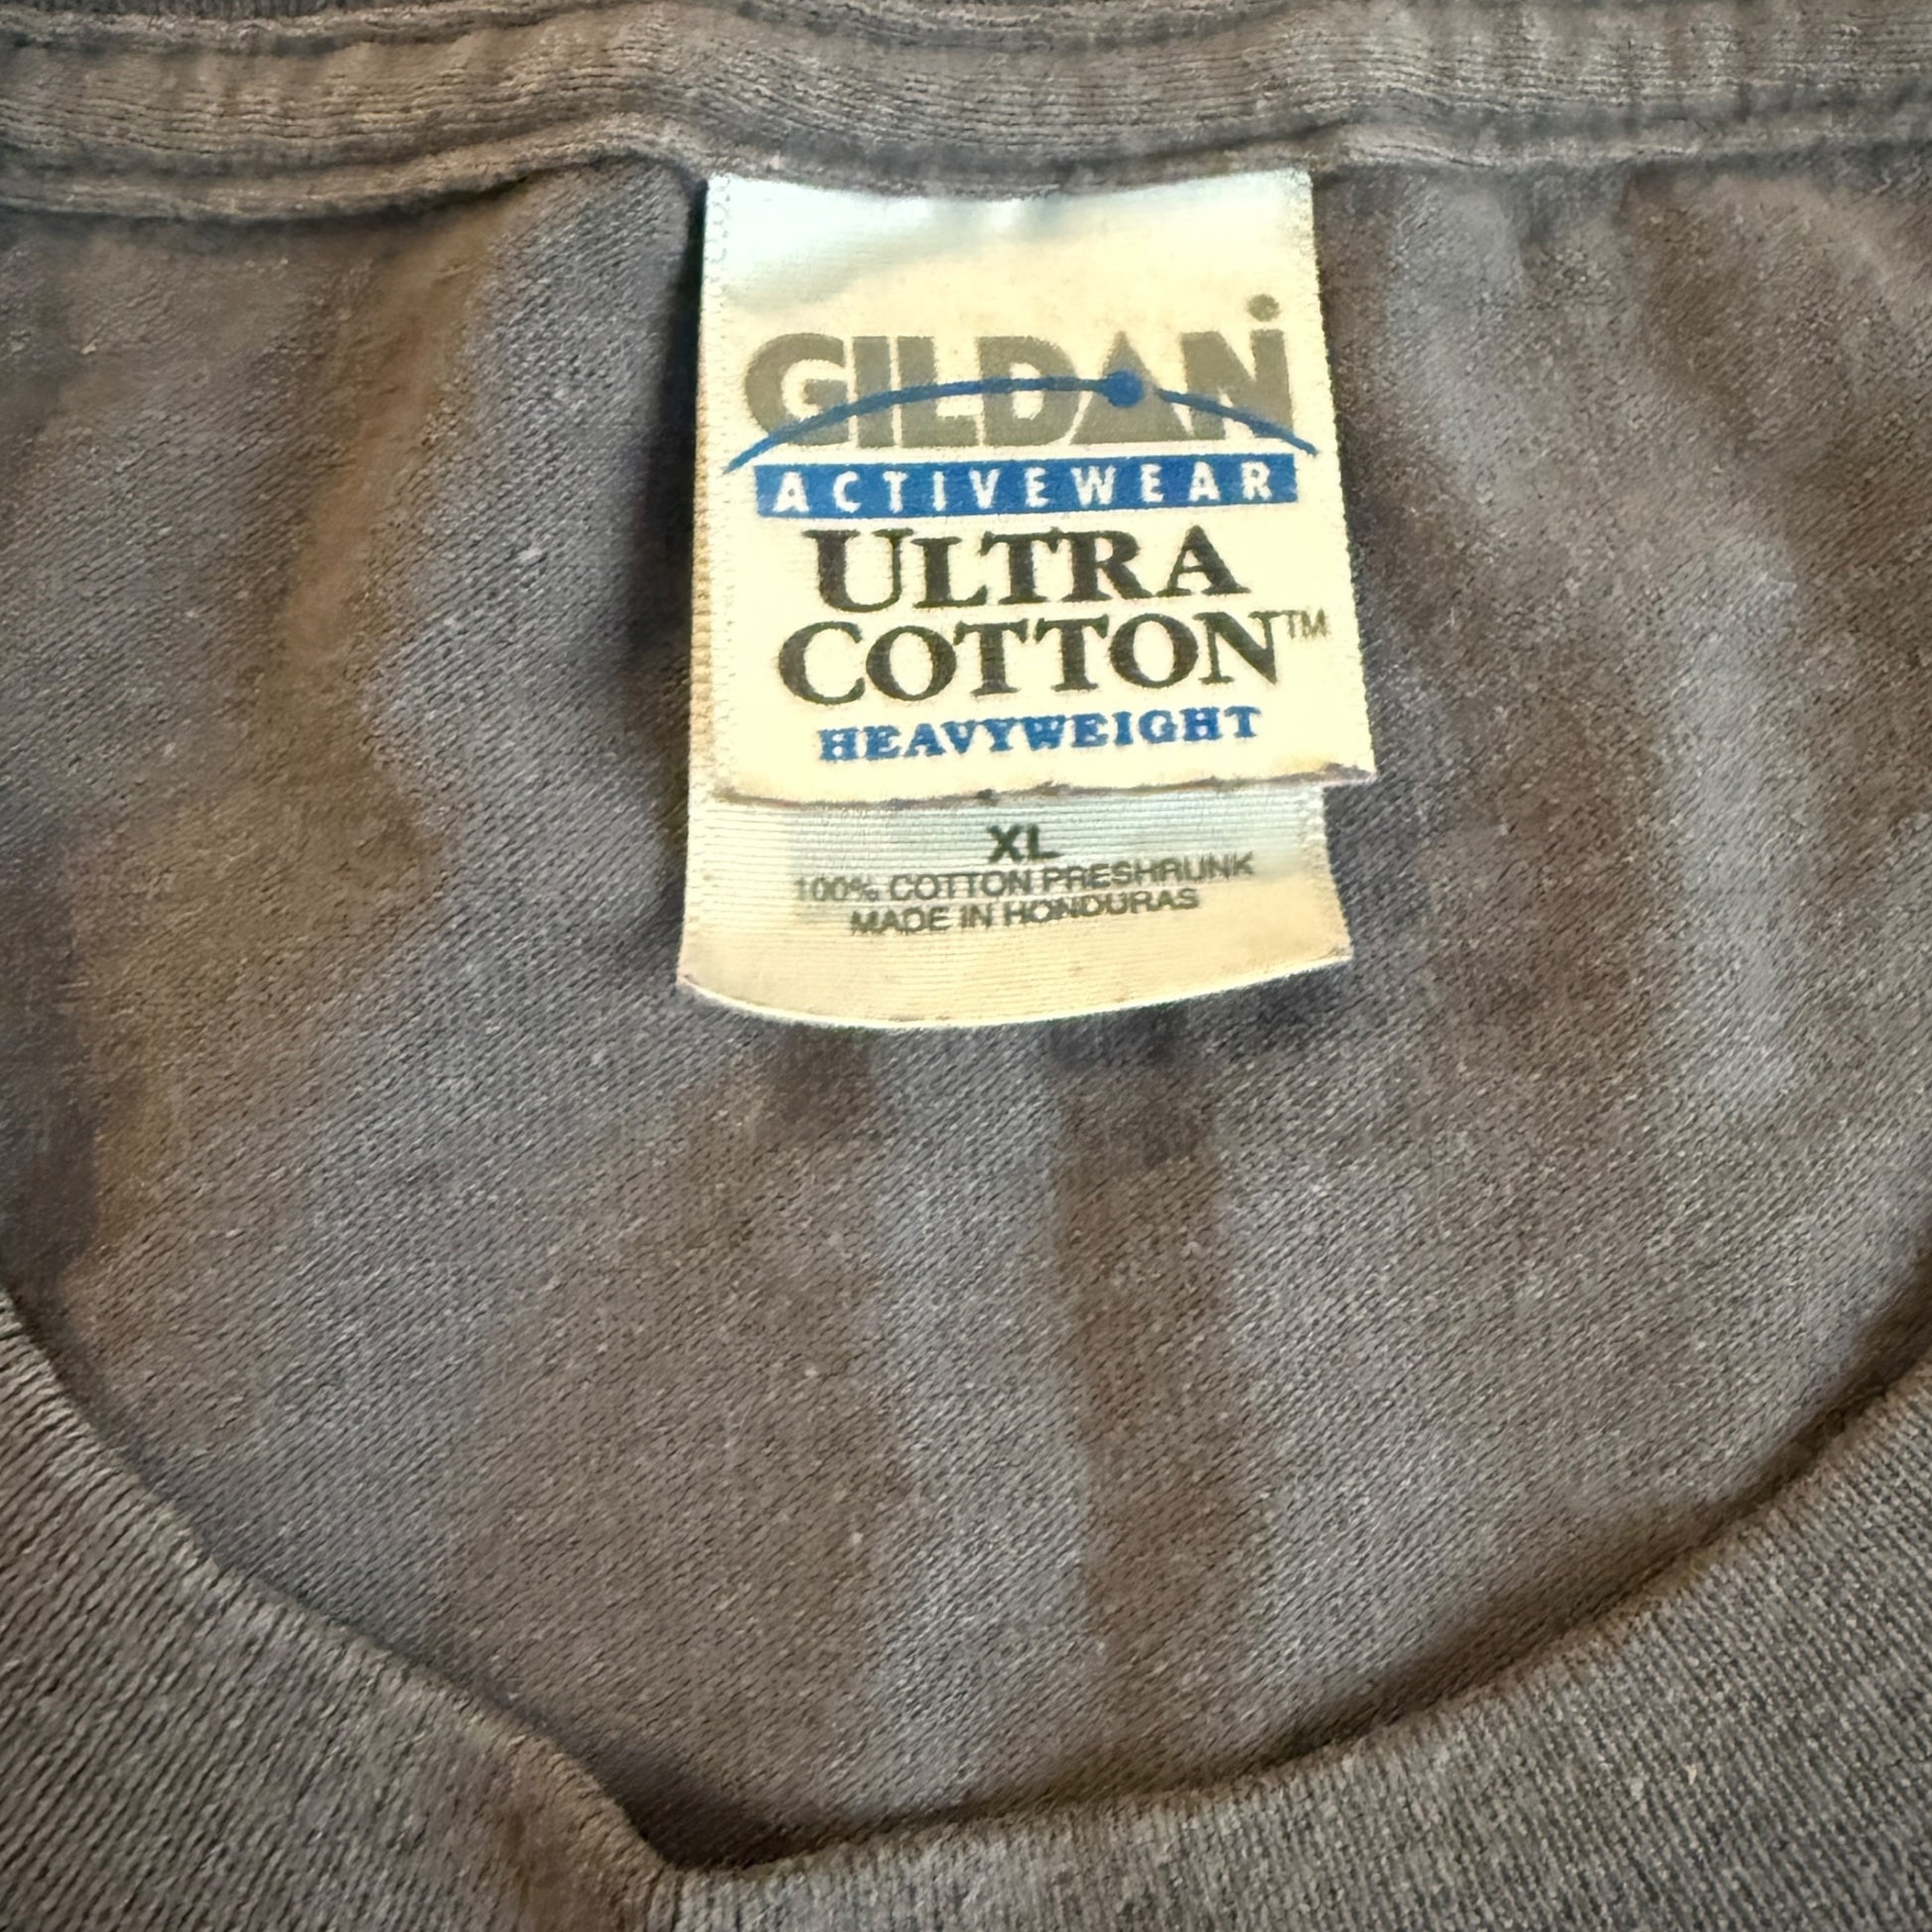 GILDAN
ACTIVEWEAR
ULTRA
COTTON™
HEAVYWEIGHT
XL
100% COTTON PRESHRUNK
MADE IN HONDURAS